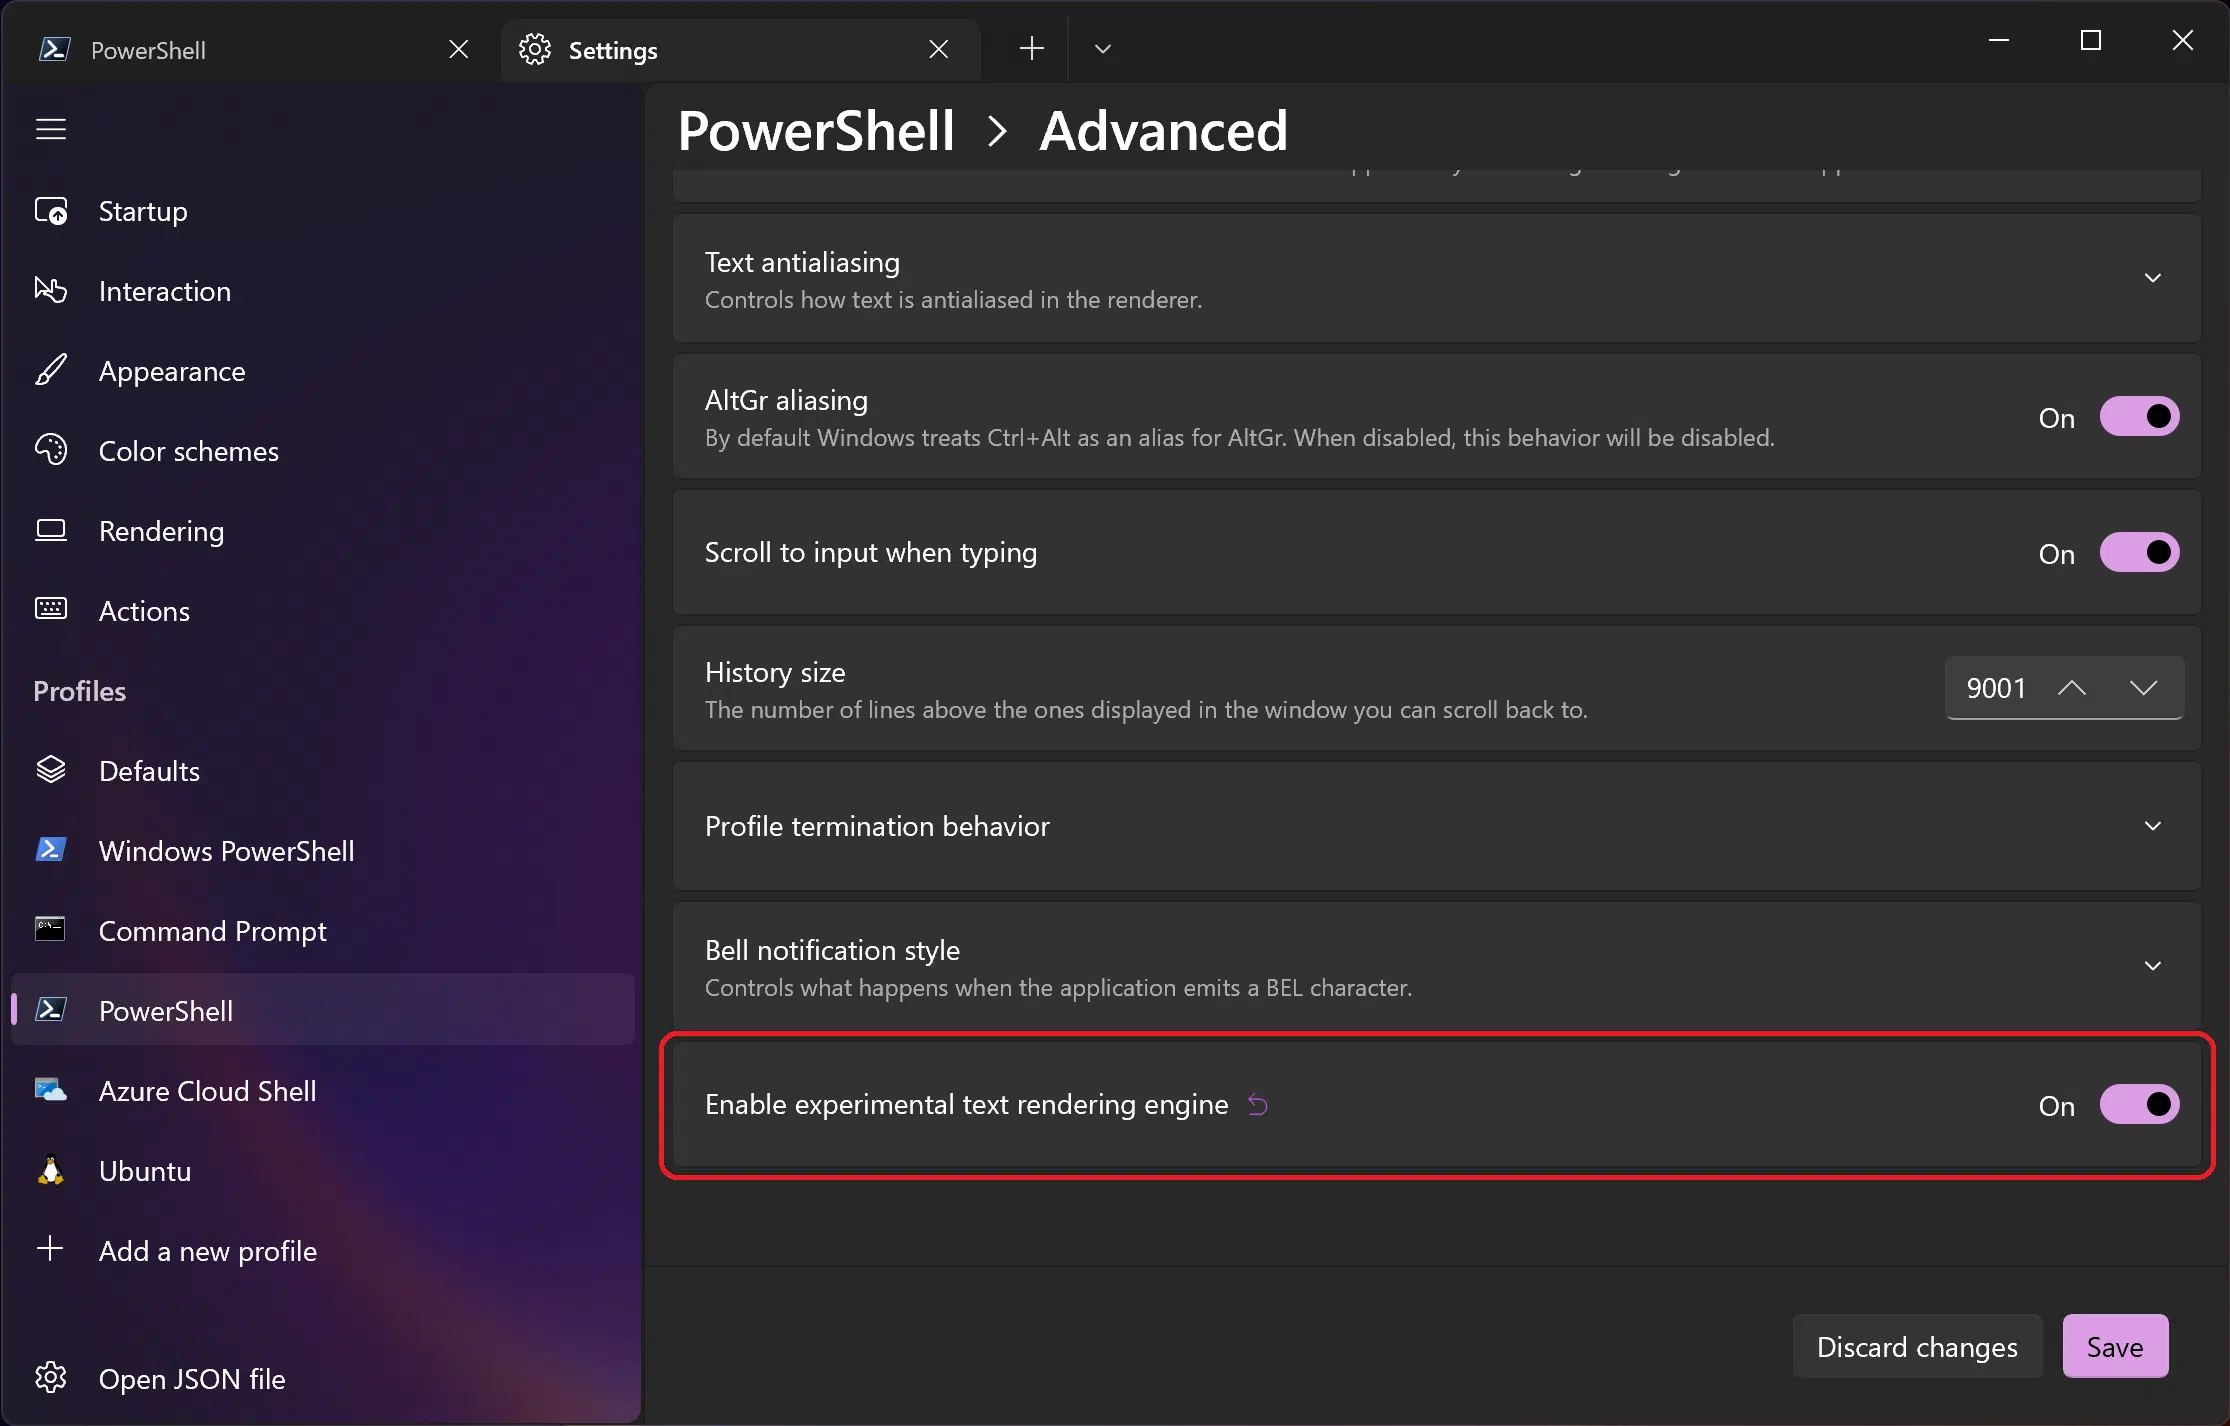 PowerShell
Settings
PowerShell > Advanced
Startup
Interaction
Appearance
Color schemes
Rendering
Actions
Profiles
Defaults
Windows PowerShell
Command Prompt
PowerShell
Azure Cloud Shell
Ubuntu
Add a new profile
Open JSON file
Text antialiasing
Controls how text is antialiased in the renderer.
AltGr aliasing
By default Windows treats Ctrl+Alt as an alias for AltGr. When disabled, this behavior will be disabled.
On
Scroll to input when typing
On
History size
The number of lines above the ones displayed in the window you can scroll back to.
9001
Profile termination behavior
Bell notification style
Controls what happens when the application emits a BEL character.
Enable experimental text rendering engine
On
Discard changes
Save